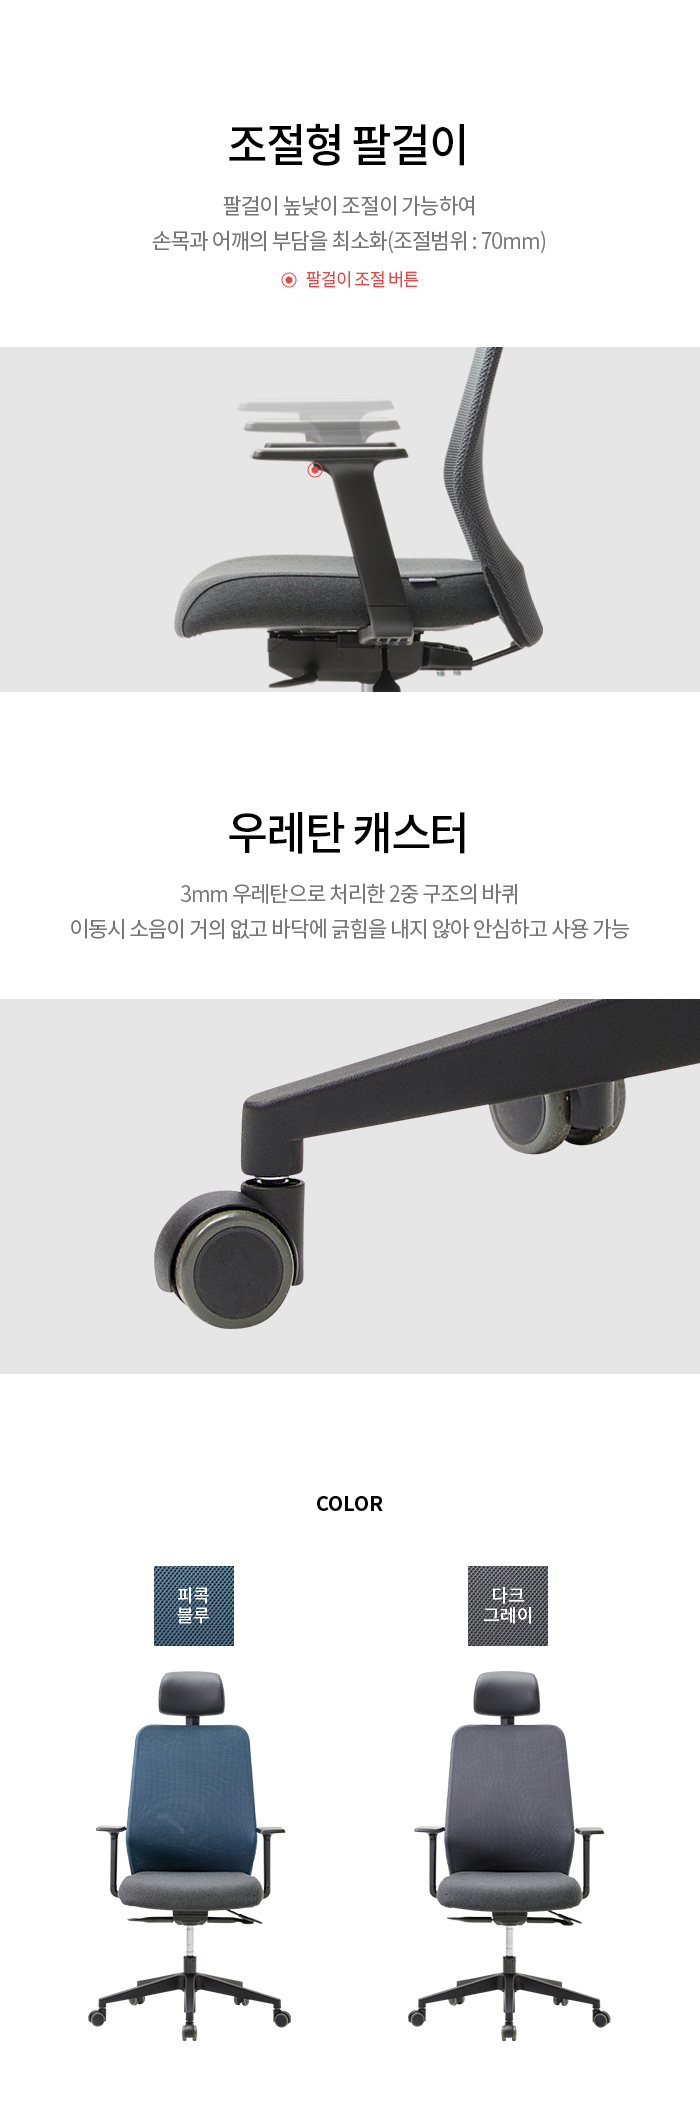 조절형 팔걸이
팔걸이 높낮이 조절이 가능하여
손목과 어깨의 부담을 최소화(조절범위 : 70mm)
팔걸이 조절 버튼
우레탄 캐스터
3mm 우레탄으로 처리한 2중 구조의 바퀴
이동시 소음이 거의 없고 바닥에 긁힘을 내지 않아 안심하고 사용 가능
COLOR
피콕
블루
다크
그레이